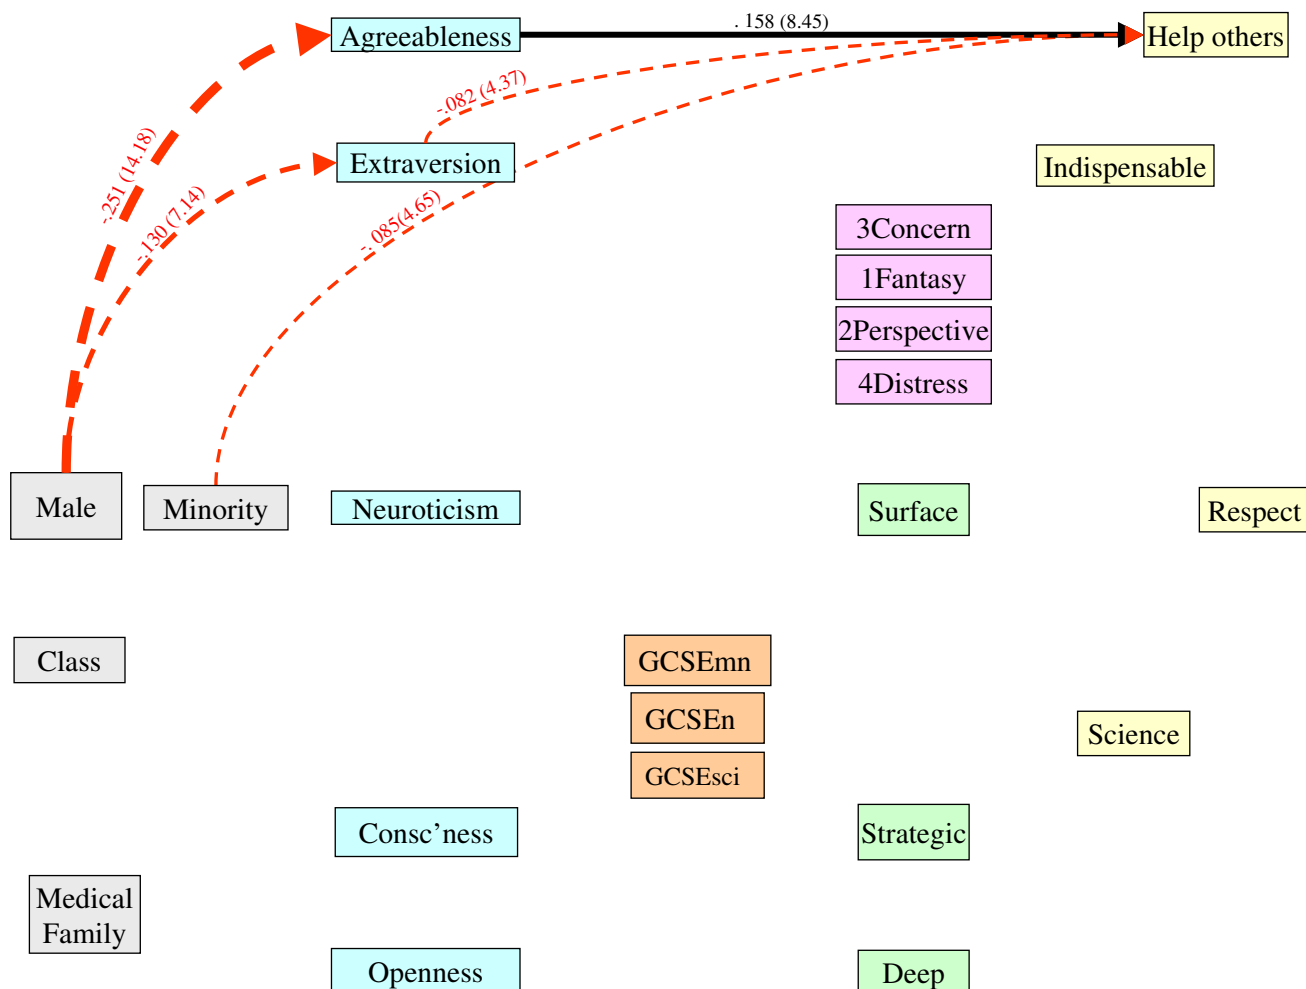 Agreeableness
. 158 (8.45)
Help others
-.082 (4.37)
-.251 (14.18)
Extraversion
Indispensable
-.130 (7.14)
-. 085(4.65)
3Concern
1Fantasy
2Perspective
4Distress
Male
Minority
Neuroticism
Surface
Respect
Class
GCSEmn
GCSEn
Science
GCSEsci
Consc’ness
Strategic
Medical
Family
Openness
Deep